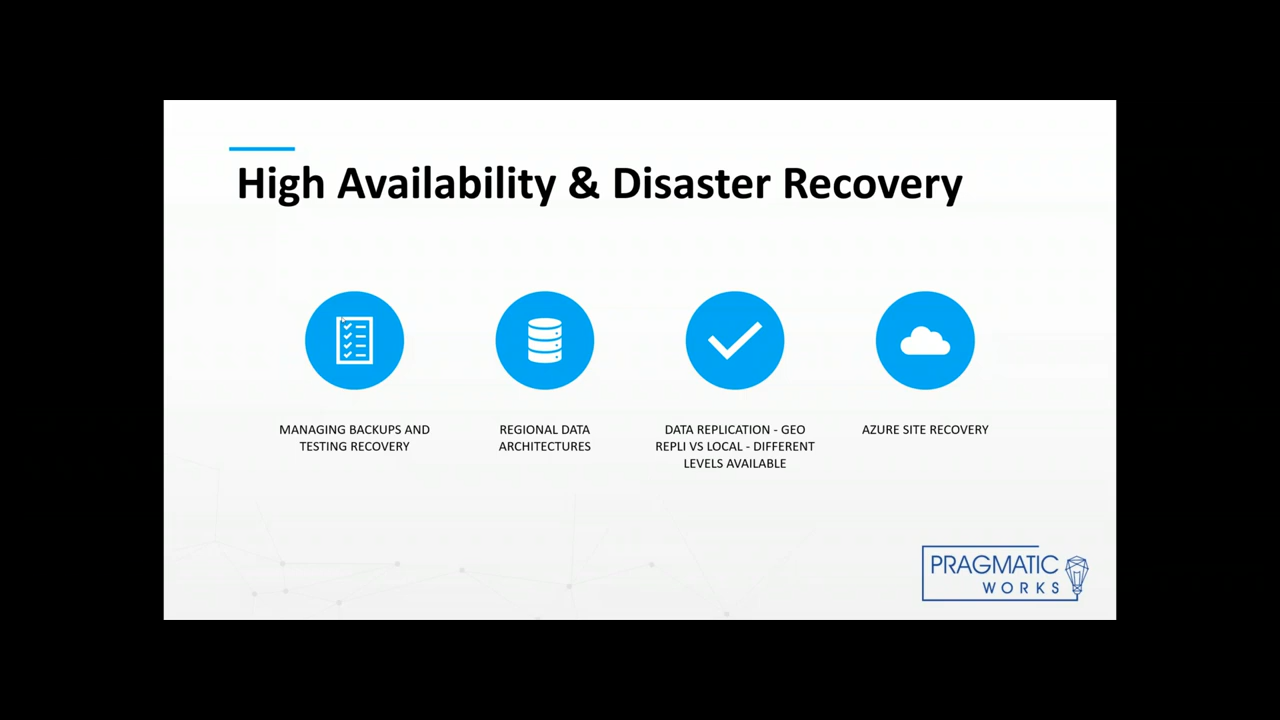 High Availability & Disaster Recovery
MANAGING BACKUPS AND
TESTING RECOVERY
REGIONAL DATA
ARCHITECTURES
DATA REPLICATION - GEO
REPLI VS LOCAL - DIFFERENT
LEVELS AVAILABLE
AZURE SITE RECOVERY
PRAGMATIC
WORKS